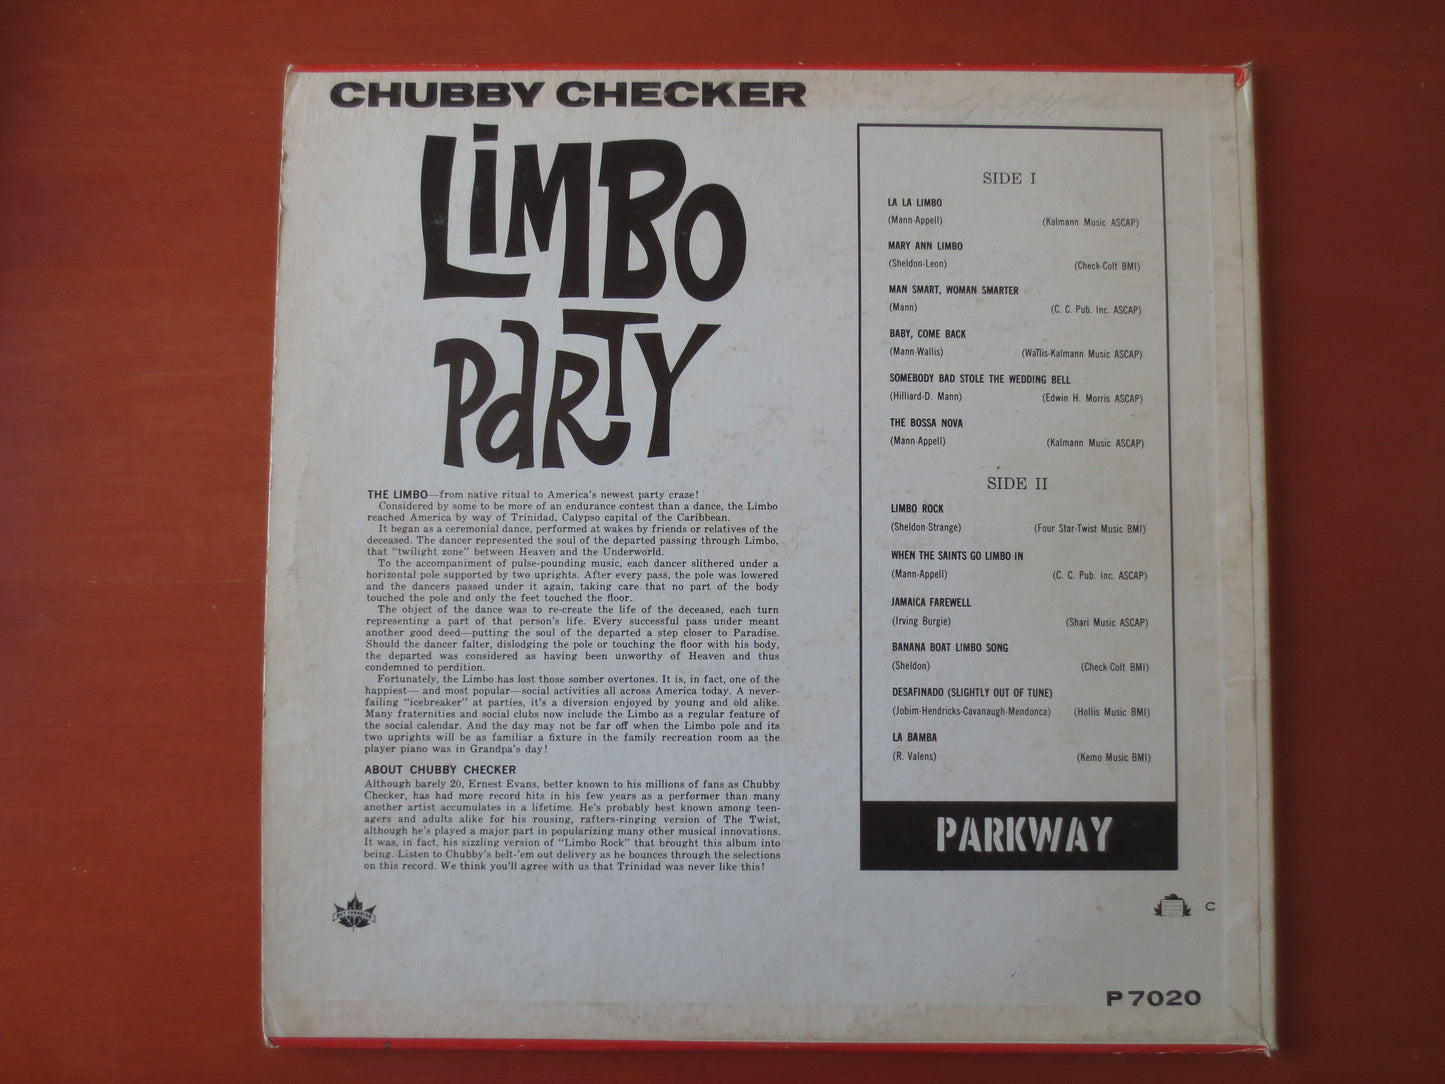 CHUBBY CHECKER
LiMBO
PaRTY
THE LIMBO—from native ritual to America's newest party craze!
Considered by some to be more of an endurance contest than a dance, the Limbo
reached America by way of Trinidad, Calypso capital of the Caribbean.
It began as a ceremonial dance, performed at wakes by friends or relatives of the
deceased. The dancer represented the soul of the departed passing through Limbo,
that "twilight zone" between Heaven and the Underworld.
To the accompaniment of pulse-pounding music, each dancer slithered under a
horizontal pole supported by two uprights. After every pass, the pole was lowered
and the dancers passed under it again, taking care that no part of the body
touched the pole and only the feet touched the floor.
The object of the dance was to re-create the life of the deceased, each turn
representing a part of that person's life. Every successful pass under meant
another good deed—putting the soul of the departed a step closer to Paradise.
Should the dancer falter, dislodging the pole or touching the floor with his body,
the departed was considered as having been unworthy of Heaven and thus
condemned to perdition.
Fortunately, the Limbo has lost those somber overtones. It is, in fact, one of the
happiest— and most popular—social activities all across America today. A never-
failing "icebreaker" at parties, it's a diversion enjoyed by young and old alike.
Many fraternities and social clubs now include the Limbo as a regular feature of
the social calendar. And the day may not be far off when the Limbo pole and its
two uprights will be as familiar a fixture in the family recreation room as the
player piano was in Grandpa's day!
ABOUT CHUBBY CHECKER
Although barely 20, Ernest Evans, better known to his millions of fans as Chubby
Checker, has had more record hits in his few years as a performer than many
another artist accumulates in a lifetime. He's probably best known among teen-
agers and adults alike for his rousing, rafters-ringing version of The Twist,
although he's played a major part in popularizing many other musical innovations.
It was, in fact, his sizzling version of "Limbo Rock" that brought this album into
being. Listen to Chubby's belt-'em out delivery as he bounces through the selections
on this record. We think you'll agree with us that Trinidad was never like this!
SIDE I
LA LA LIMBO
(Mann-Appell) (Kalmann Music ASCAP)
MARY ANN LIMBO
(Sheldon-Leon) (Check-Colt BMI)
MAN SMART, WOMAN SMARTER
(Mann) (C. C. Pub. Inc. ASCAP)
BABY, COME BACK
(Mann-Wallis) (Wallis-Kalmann Music ASCAP)
SOMEBODY BAD STOLE THE WEDDING BELL
(Hilliard-D. Mann) (Edwin H. Morris ASCAP)
THE BOSSA NOVA
(Mann-Appell) (Kalmann Music ASCAP)
SIDE II
LIMBO ROCK
(Sheldon-Strange) (Four Star-Twist Music BMI)
WHEN THE SAINTS GO LIMBO IN
(Mann-Appell) (C. C. Pub. Inc. ASCAP)
JAMAICA FAREWELL
(Irving Burgie) (Shari Music ASCAP)
BANANA BOAT LIMBO SONG
(Sheldon) (Check-Colt BMI)
DESAFINADO (SLIGHTLY OUT OF TUNE)
(Jobim-Hendricks-Cavanaugh-Mendonca) (Hollis Music BMI)
LA BAMBA
(R. Valens) (Kemo Music BMI)
PARKWAY
C
P 7020